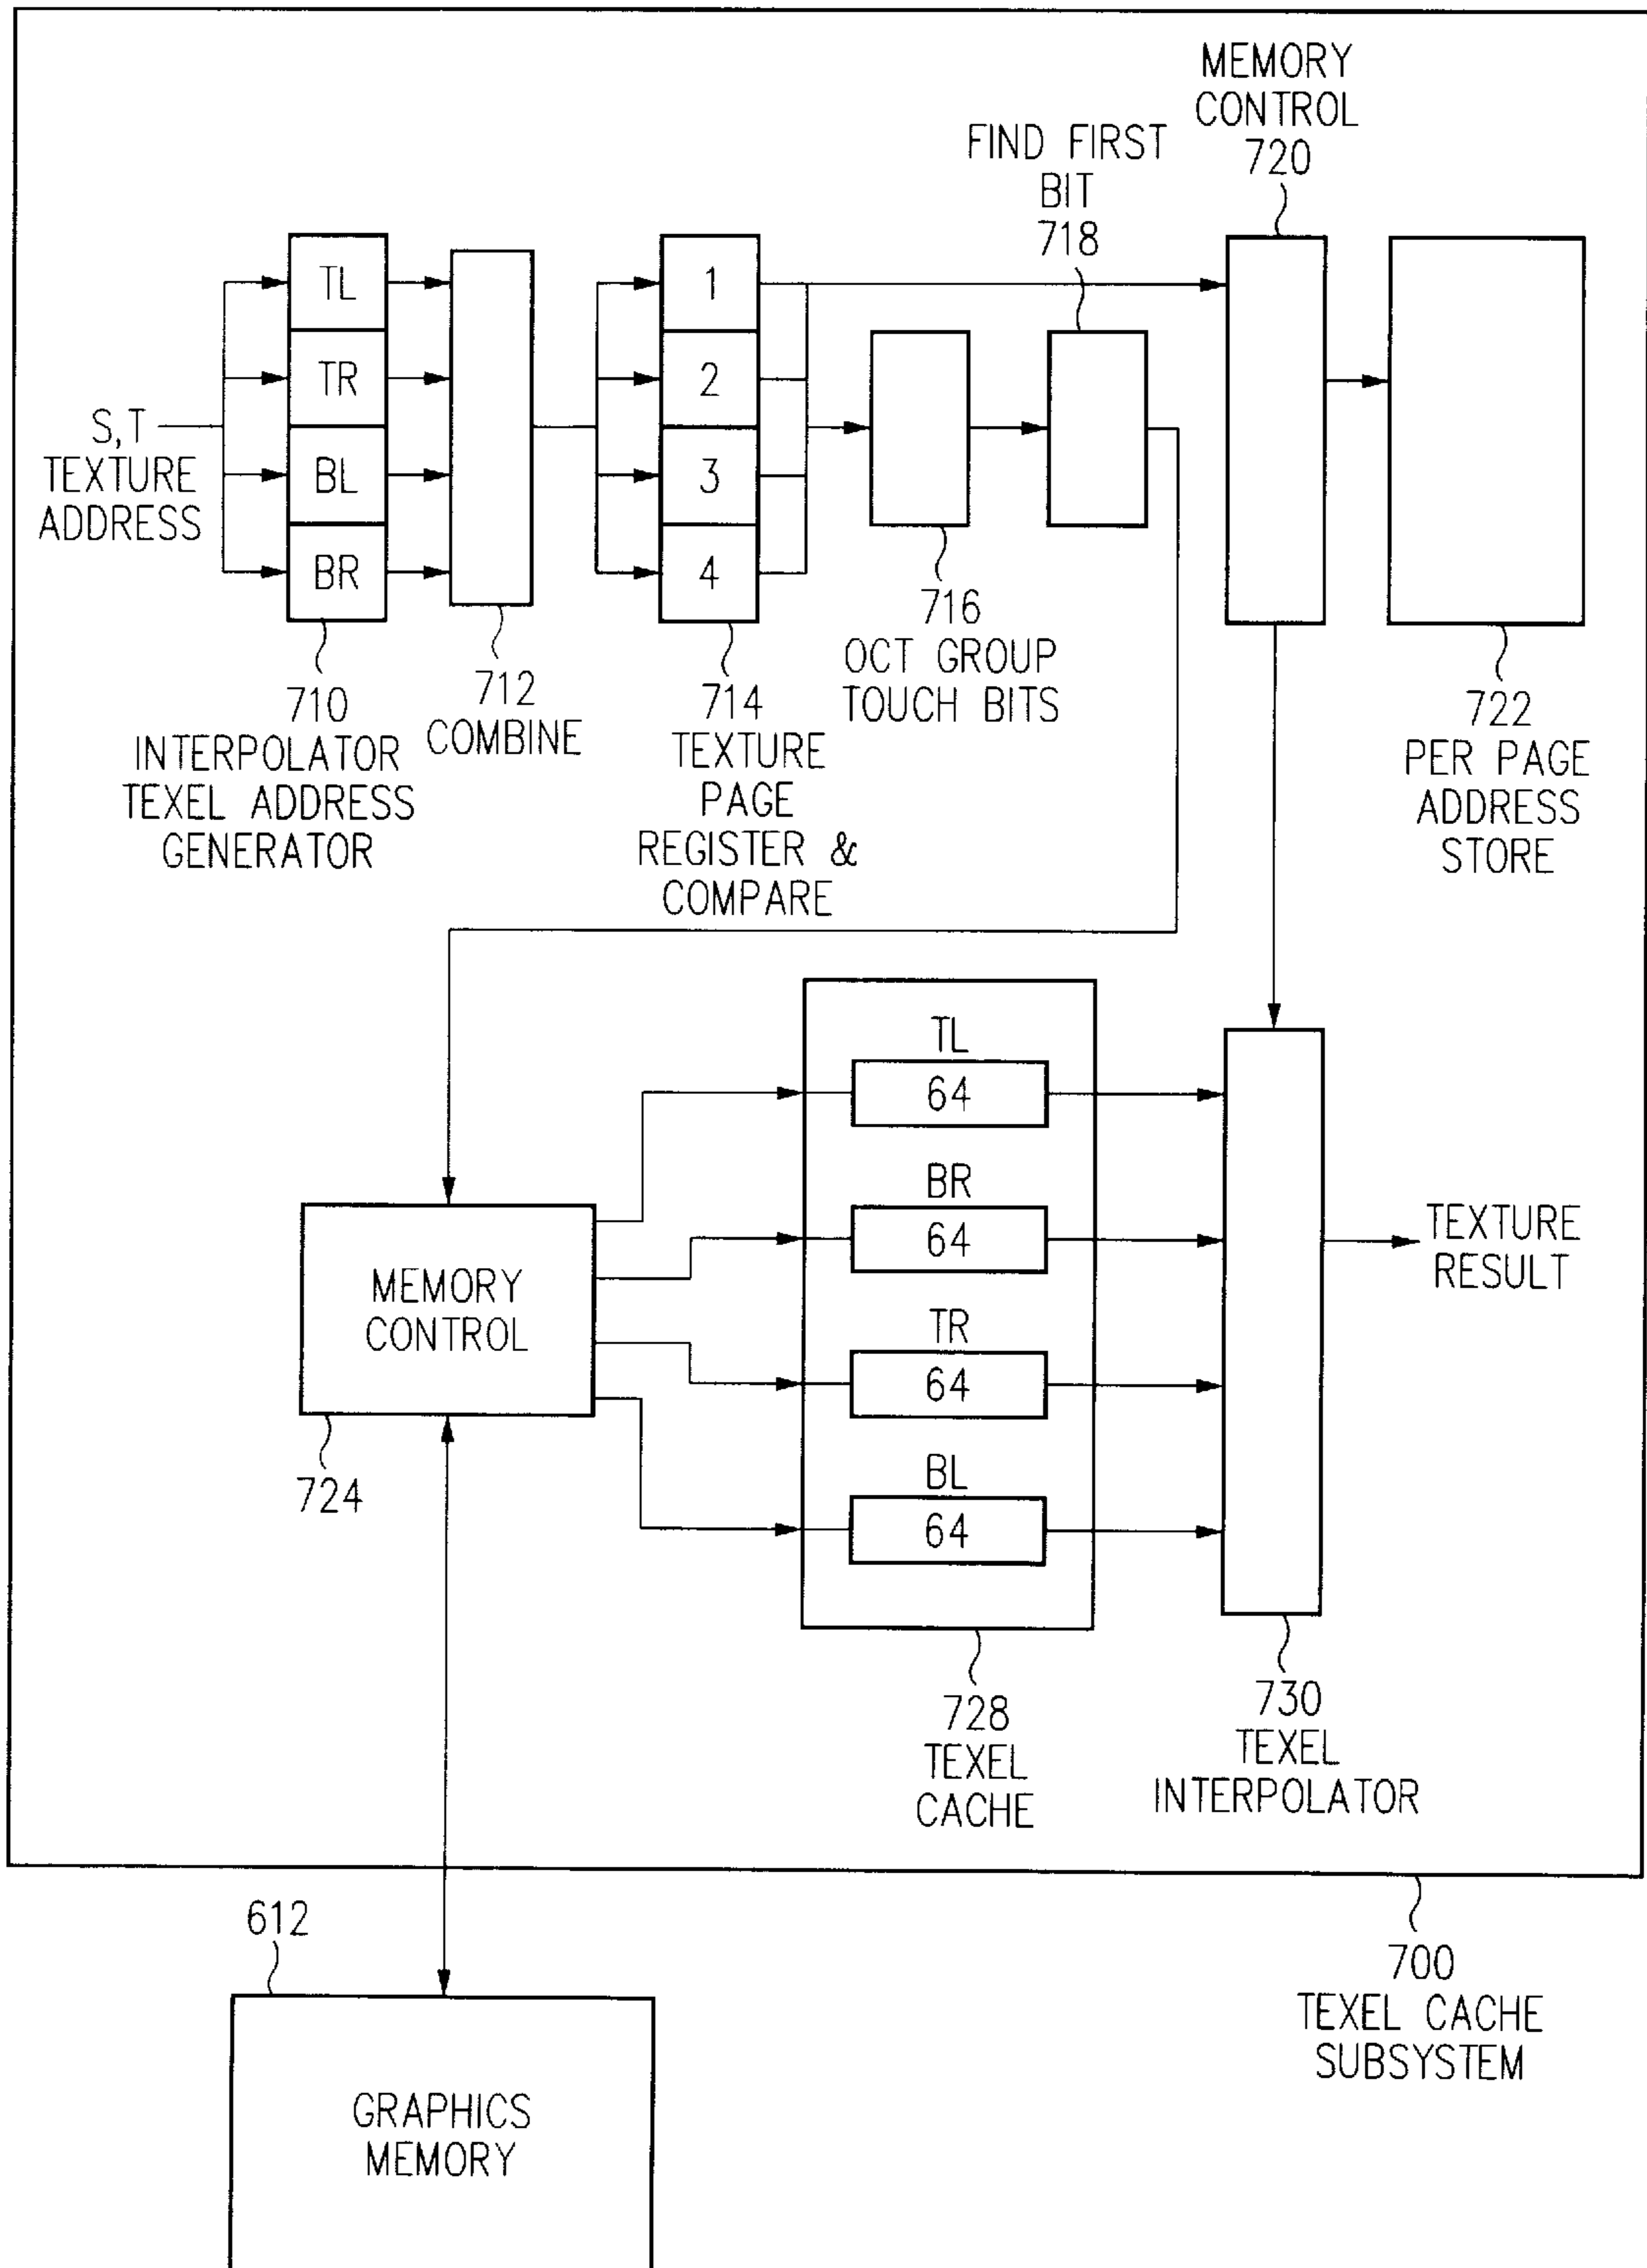 MEMORY
CONTROL
720
FIND FIRST
BIT
718
S,T
TEXTURE
ADDRESS
TL
TR
BL
BR
1
2
3
4
710
INTERPOLATOR
TEXEL ADDRESS
GENERATOR
712
COMBINE
714
TEXTURE
PAGE
REGISTER &
COMPARE
716
OCT GROUP
TOUCH BITS
722
PER PAGE
ADDRESS
STORE
TL
64
BR
64
TR
64
BL
64
MEMORY
CONTROL
724
TEXTURE
RESULT
728
TEXEL
CACHE
730
TEXEL
INTERPOLATOR
700
TEXEL CACHE
SUBSYSTEM
612
GRAPHICS
MEMORY